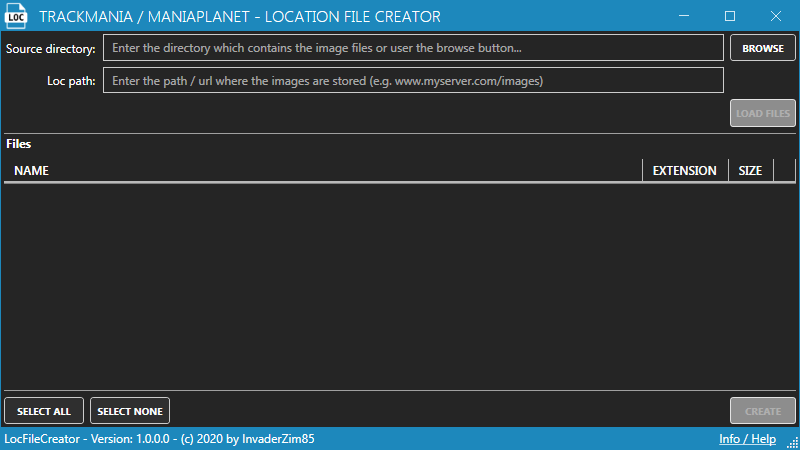 LOC TRACKMANIA / MANIAPLANET - LOCATION FILE CREATOR
Source directory: Enter the directory which contains the image files or user the browse button... BROWSE
Loc path: Enter the path / url where the images are stored (e.g. www.myserver.com/images)
LOAD FILES
Files
NAME EXTENSION SIZE
SELECT ALL SELECT NONE CREATE
LocFileCreator - Version: 1.0.0.0 - (c) 2020 by InvaderZim85 Info / Help